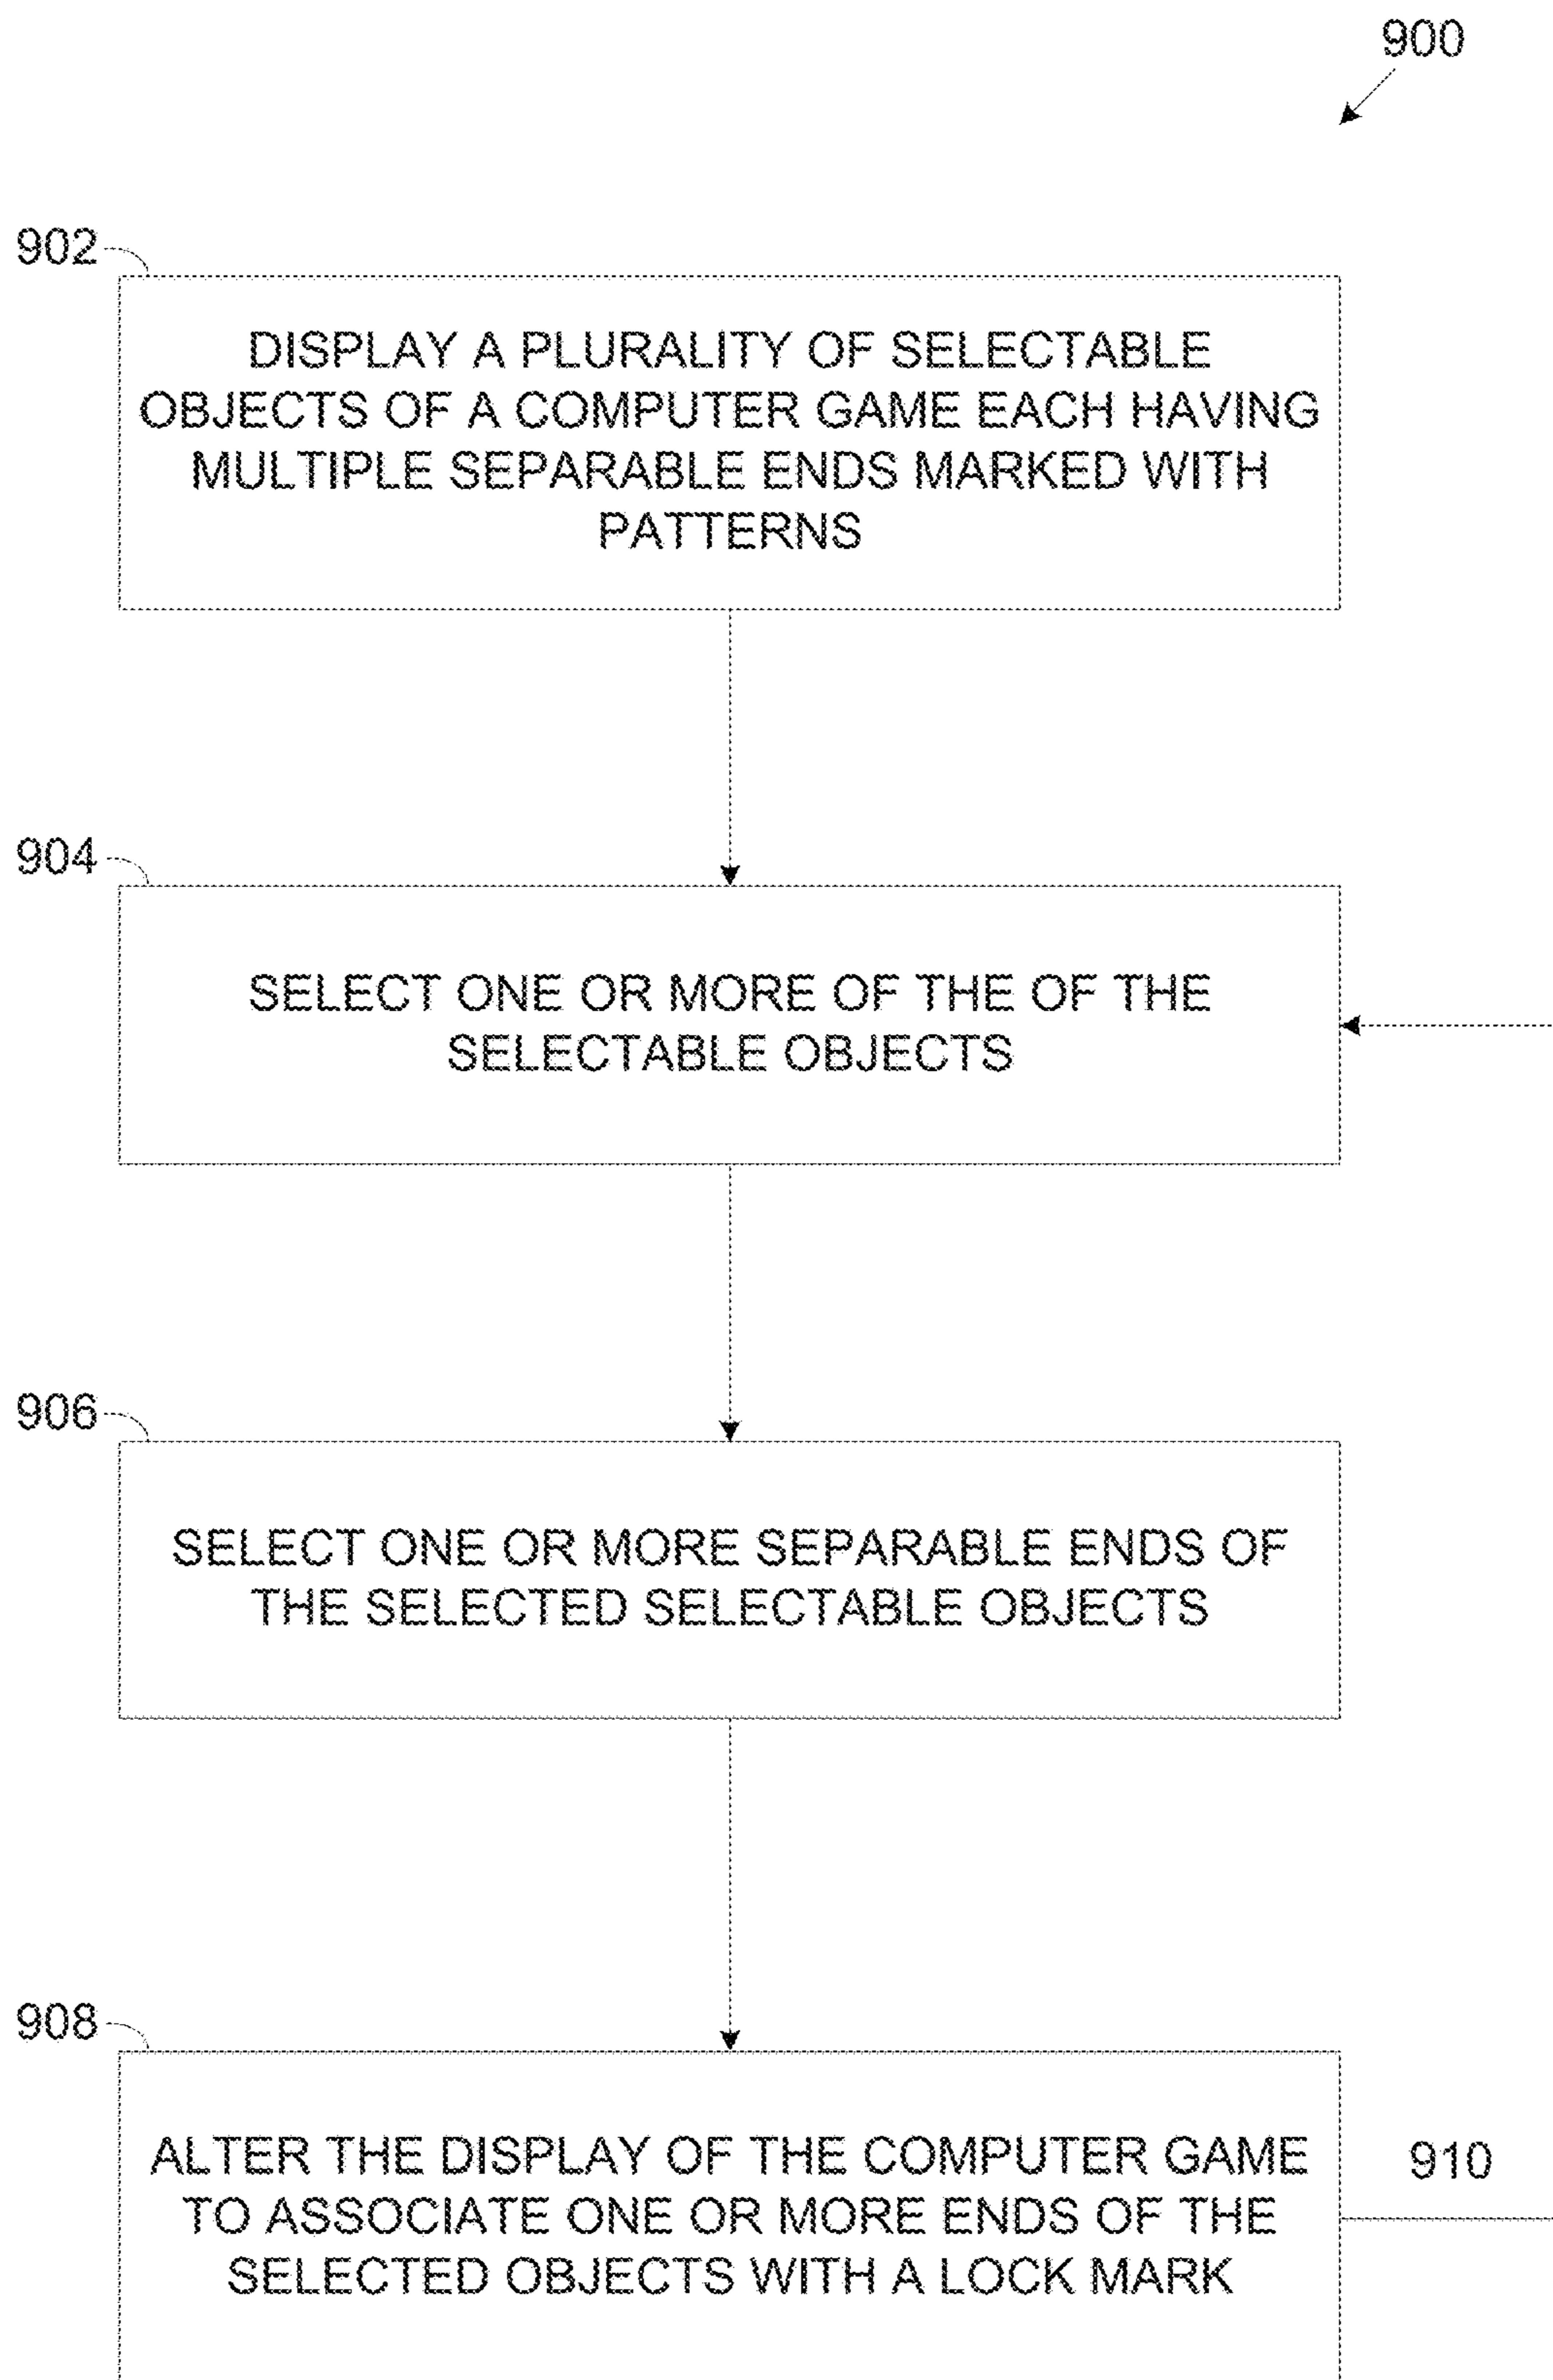 900
902
DISPLAY A PLURALITY OF SELECTABLE
OBJECTS OF A COMPUTER GAME EACH HAVING
MULTIPLE SEPARABLE ENDS MARKED WITH
PATTERNS
904
SELECT ONE OR MORE OF THE OF THE
SELECTABLE OBJECTS
906
SELECT ONE OR MORE SEPARABLE ENDS OF
THE SELECTED SELECTABLE OBJECTS
908
ALTER THE DISPLAY OF THE COMPUTER GAME
TO ASSOCIATE ONE OR MORE ENDS OF THE
SELECTED OBJECTS WITH A LOCK MARK
910